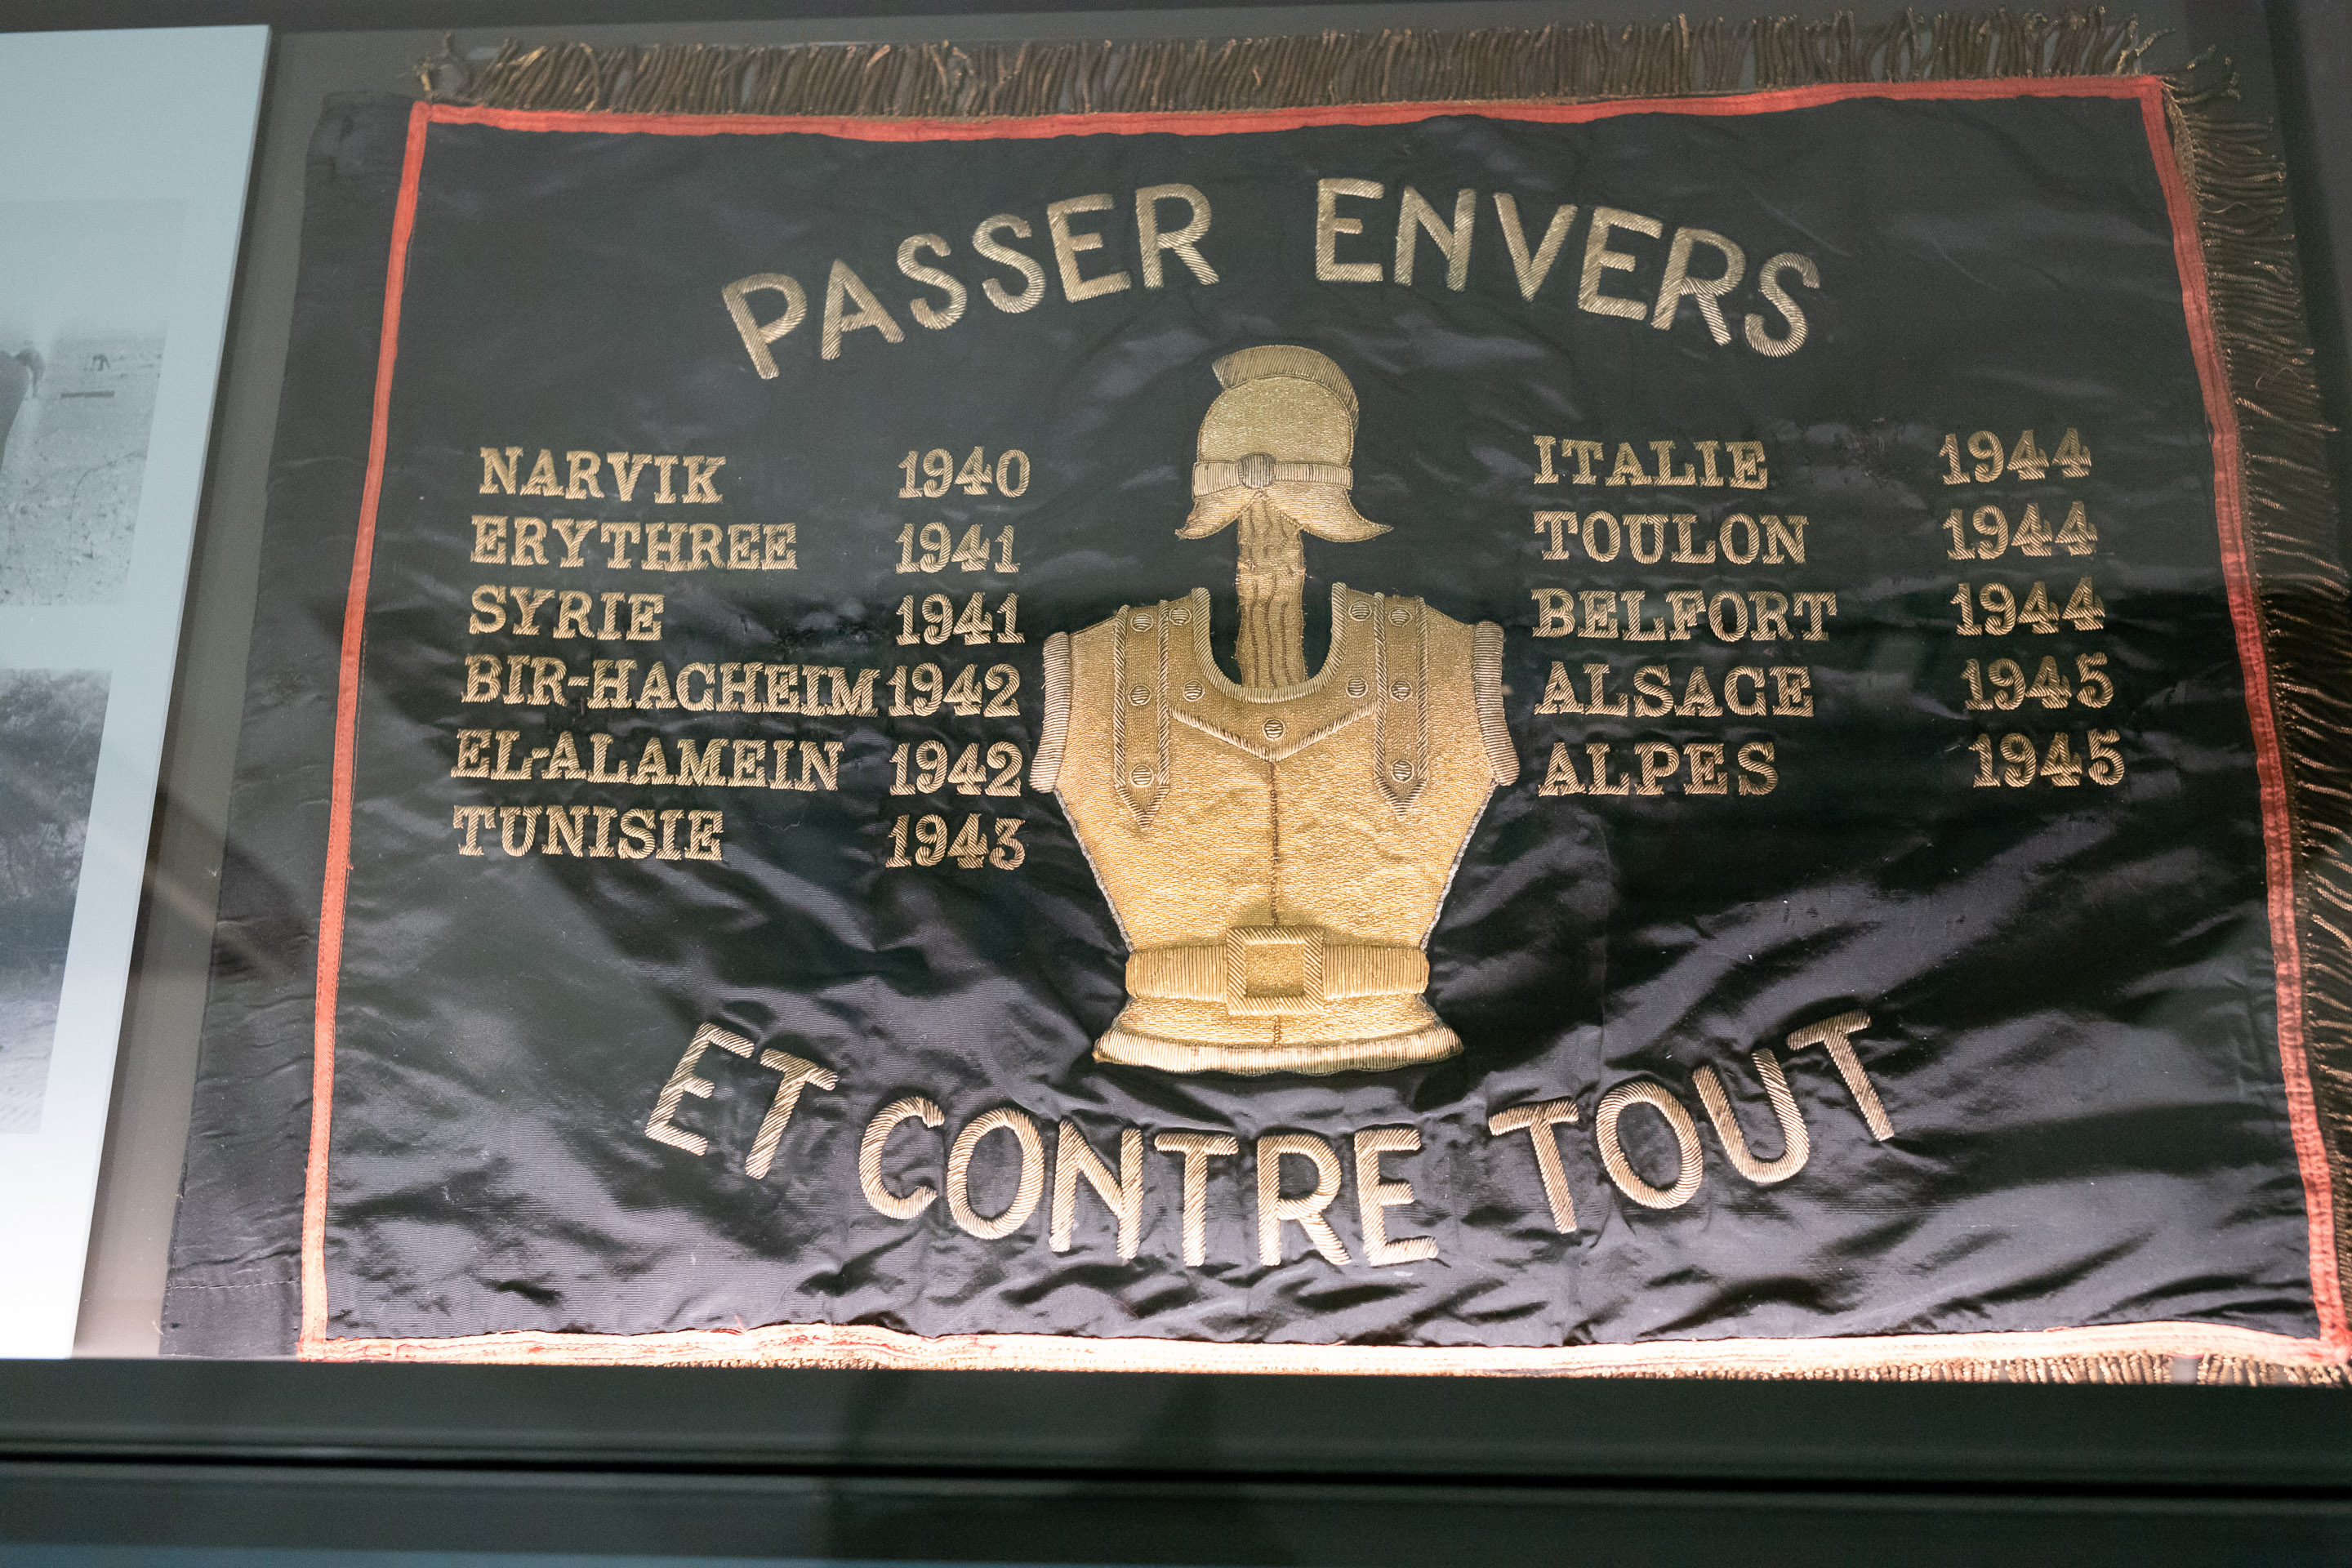 PASSER ENVERS
NARVIK 1940
ERYTHREE 1941
SYRIE 1941
BIR-HACHEIM 1942
EL-ALAMEIN 1942
TUNISIE 1943
ITALIE 1944
TOULON 1944
BELFORT 1944
ALSACE 1945
ALPES 1945
ET CONTRE TOUT